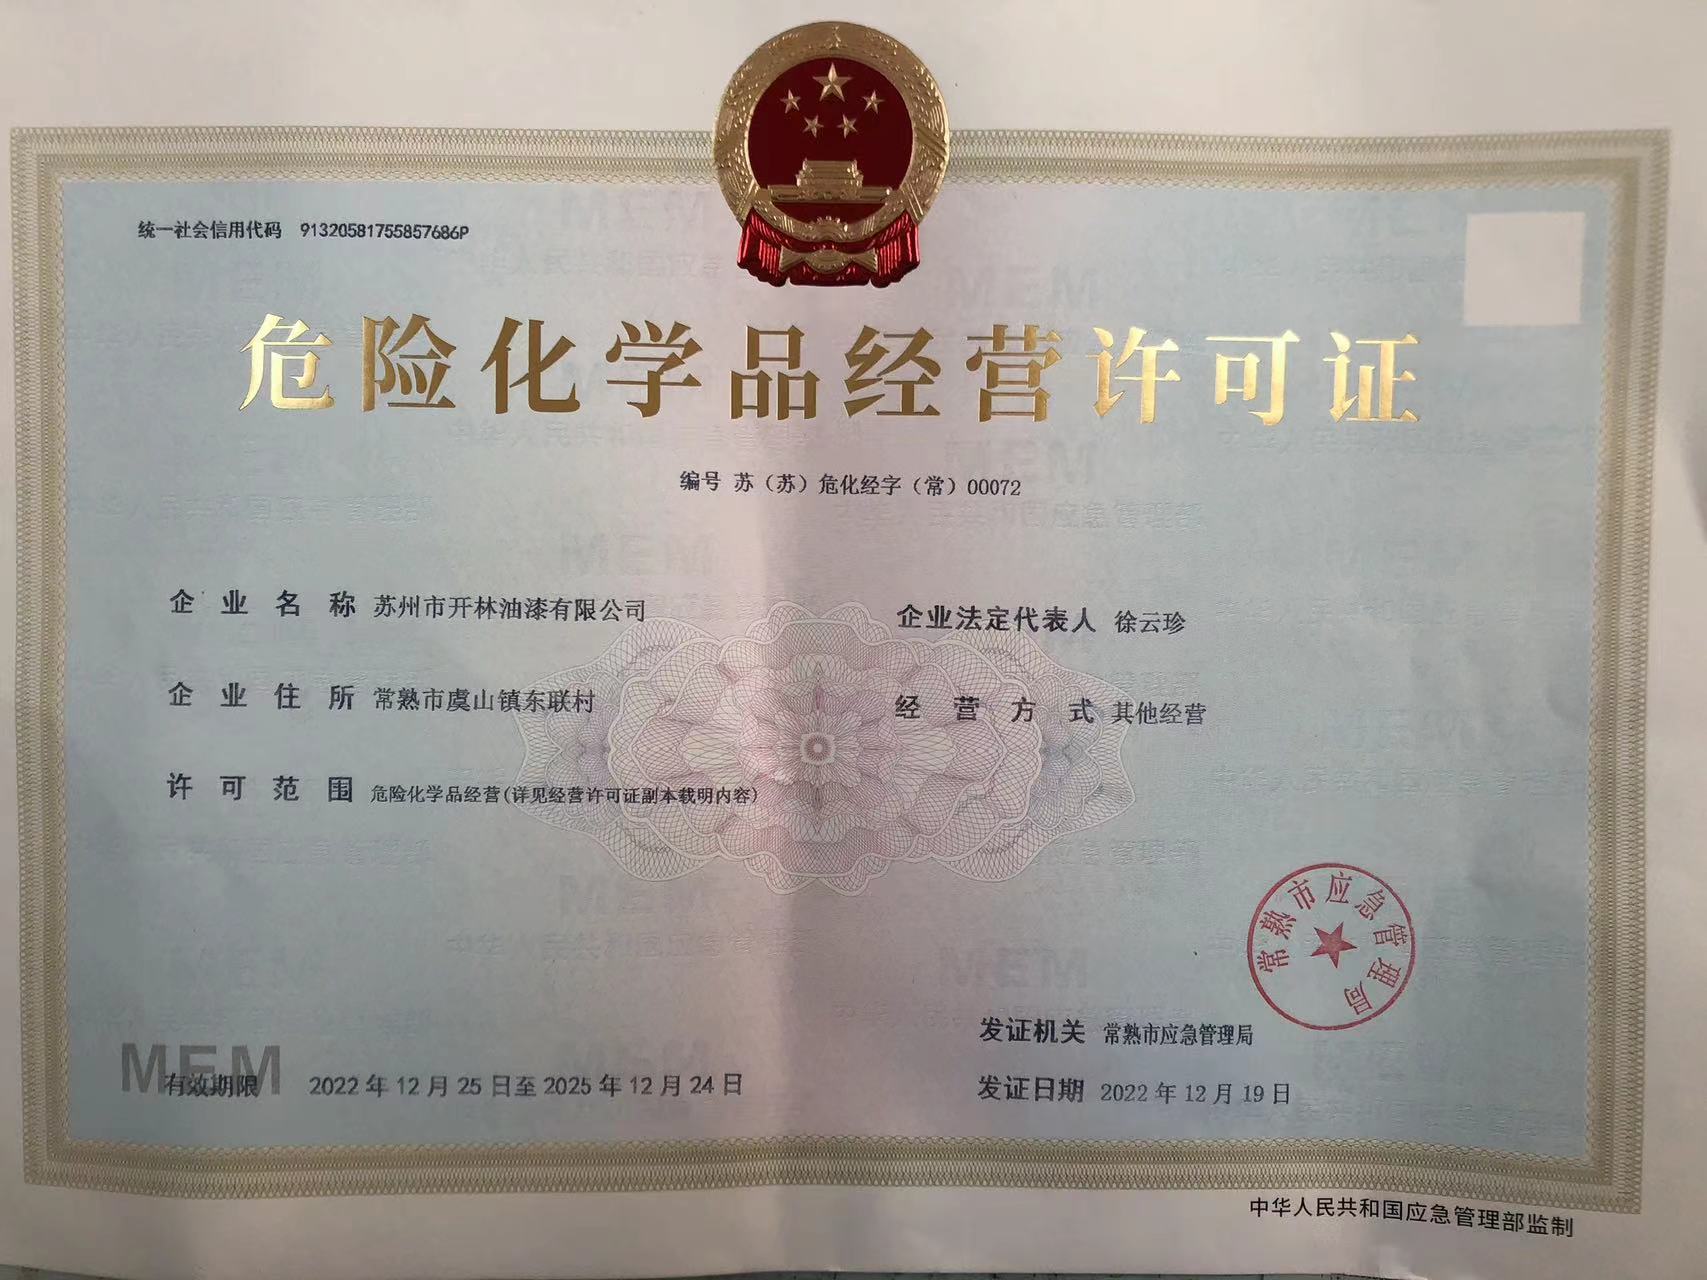 统一社会信用代码 91320581755857686P
危险化学品经营许可证
编号 苏（苏）危化经字（常）00072
企业名称 苏州市开林油漆有限公司
企业法定代表人 徐云珍
企业住所 常熟市虞山镇东联村
经营方式 其他经营
许可范围 危险化学品经营(详见经营许可证副本载明内容)
常熟市应急管理局
发证机关 常熟市应急管理局
MEM
有效期限 2022年12月25日至2025年12月24日
发证日期 2022年12月19日
中华人民共和国应急管理部监制